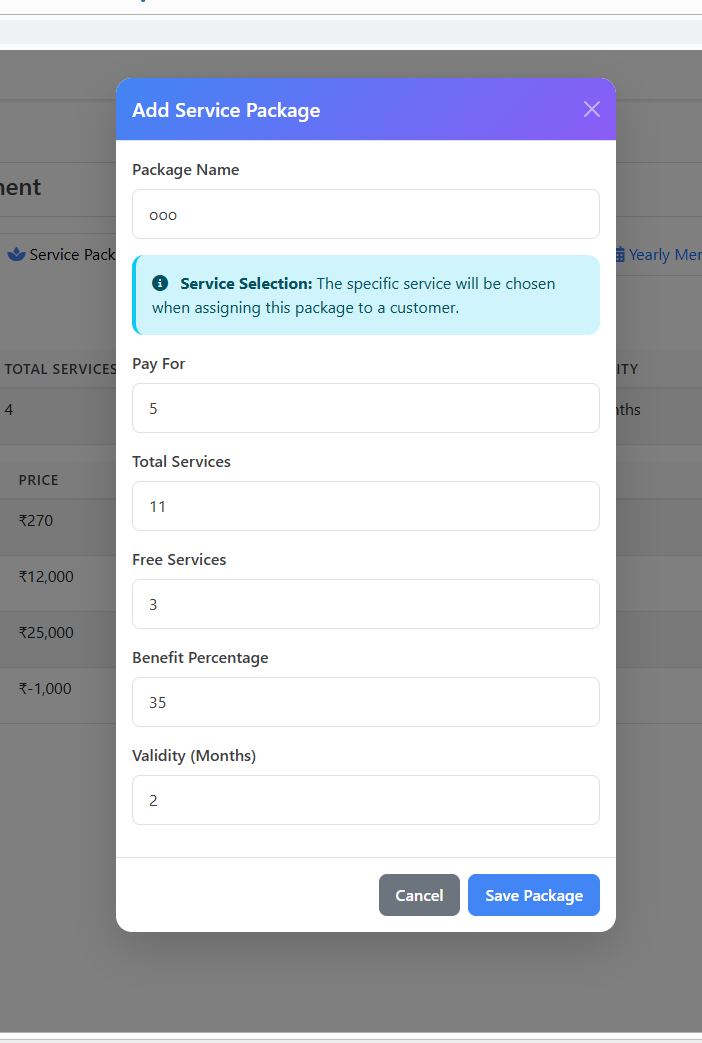 Add Service Package
Package Name
ooo
Service Selection: The specific service will be chosen
when assigning this package to a customer.
Pay For
5
Total Services
11
Free Services
3
Benefit Percentage
35
Validity (Months)
2
Cancel
Save Package
nent
Service Pack
Yearly Mer
TOTAL SERVICES
ITY
4
nths
PRICE
₹270
₹12,000
₹25,000
₹-1,000